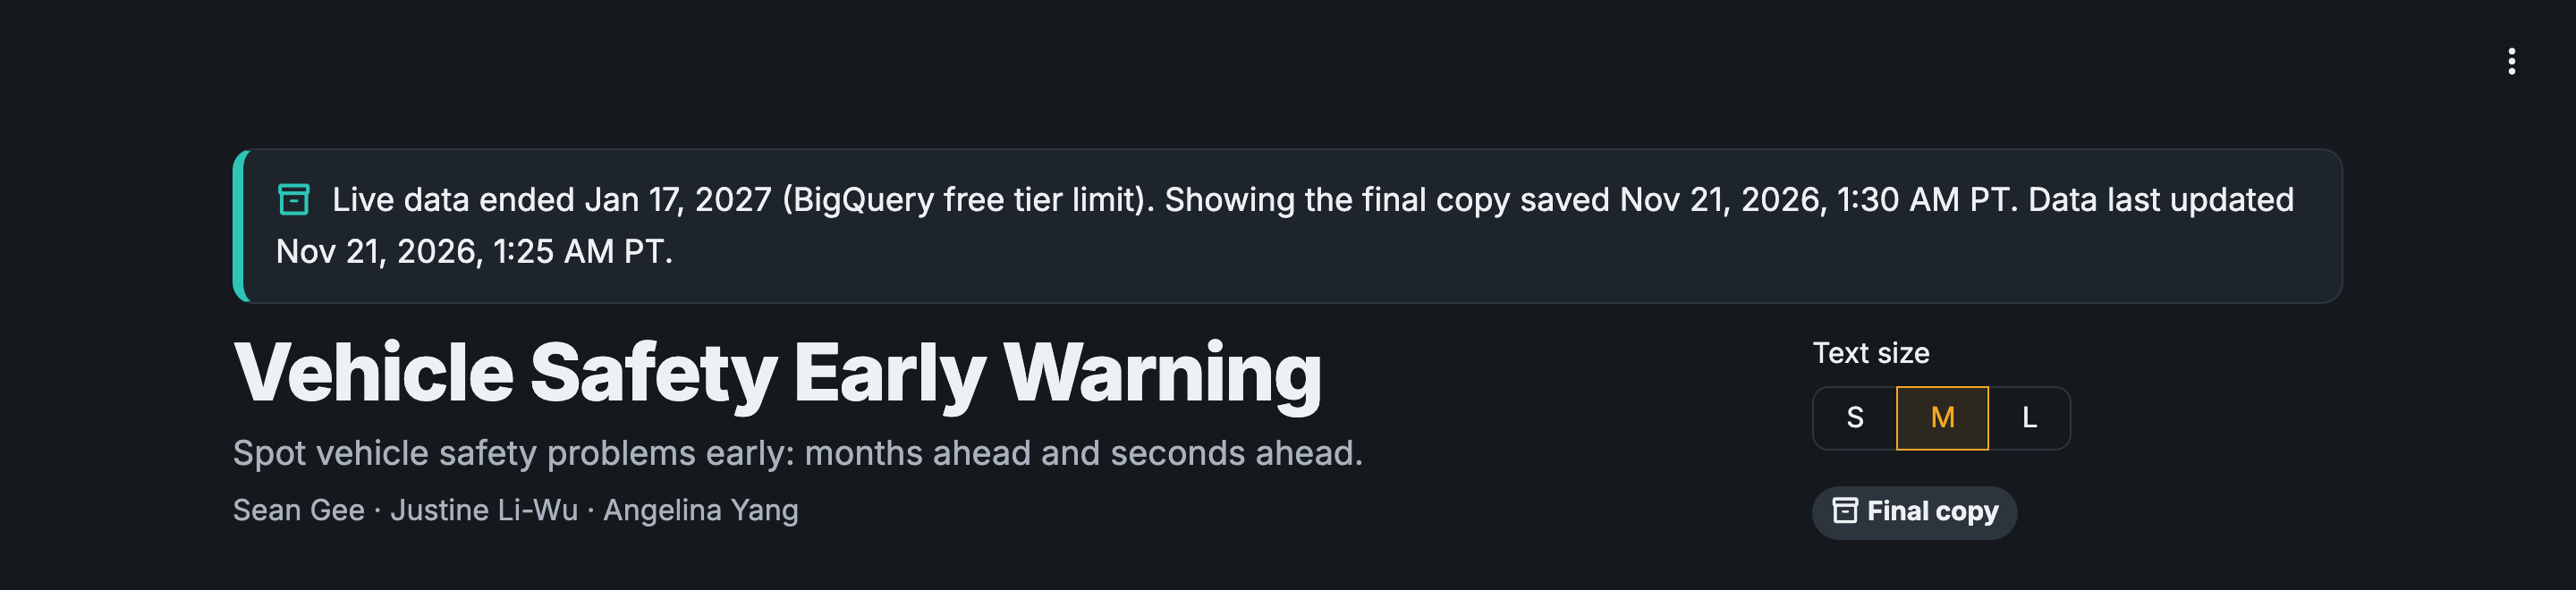 Live data ended Jan 17, 2027 (BigQuery free tier limit). Showing the final copy saved Nov 21, 2026, 1:30 AM PT. Data last updated
Nov 21, 2026, 1:25 AM PT.
Vehicle Safety Early Warning
Spot vehicle safety problems early: months ahead and seconds ahead.
Sean Gee · Justine Li-Wu · Angelina Yang
Text size
S M L
Final copy